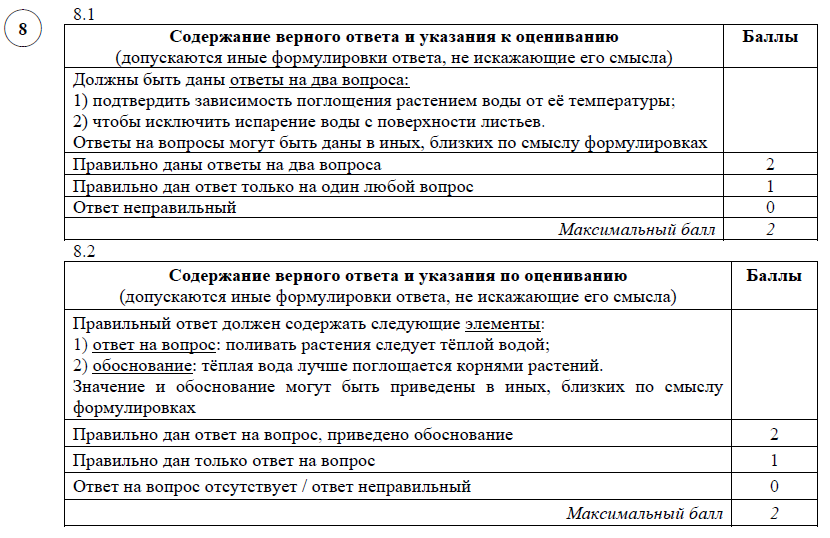 8
8.1
Содержание верного ответа и указания к оцениванию
(допускаются иные формулировки ответа, не искажающие его смысла)
Баллы
Должны быть даны ответы на два вопроса:
1) подтвердить зависимость поглощения растением воды от её температуры;
2) чтобы исключить испарение воды с поверхности листьев.
Ответы на вопросы могут быть даны в иных, близких по смыслу формулировках
Правильно даны ответы на два вопроса 2
Правильно дан ответ только на один любой вопрос 1
Ответ неправильный 0
Максимальный балл 2
8.2
Содержание верного ответа и указания по оцениванию
(допускаются иные формулировки ответа, не искажающие его смысла)
Баллы
Правильный ответ должен содержать следующие элементы:
1) ответ на вопрос: поливать растения следует тёплой водой;
2) обоснование: тёплая вода лучше поглощается корнями растений.
Значение и обоснование могут быть приведены в иных, близких по смыслу
формулировках
Правильно дан ответ на вопрос, приведено обоснование 2
Правильно дан только ответ на вопрос 1
Ответ на вопрос отсутствует / ответ неправильный 0
Максимальный балл 2